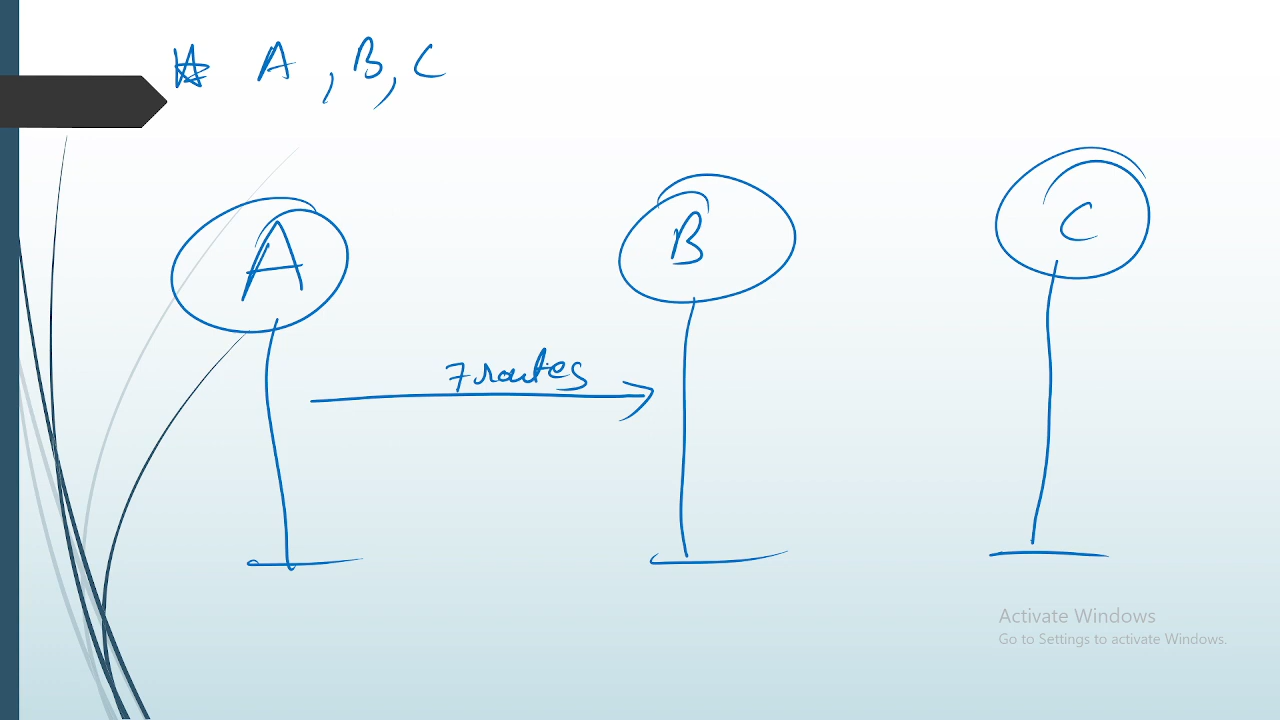 A, B, C
A
B
C
7 routes
Activate Windows
Go to Settings to activate Windows.